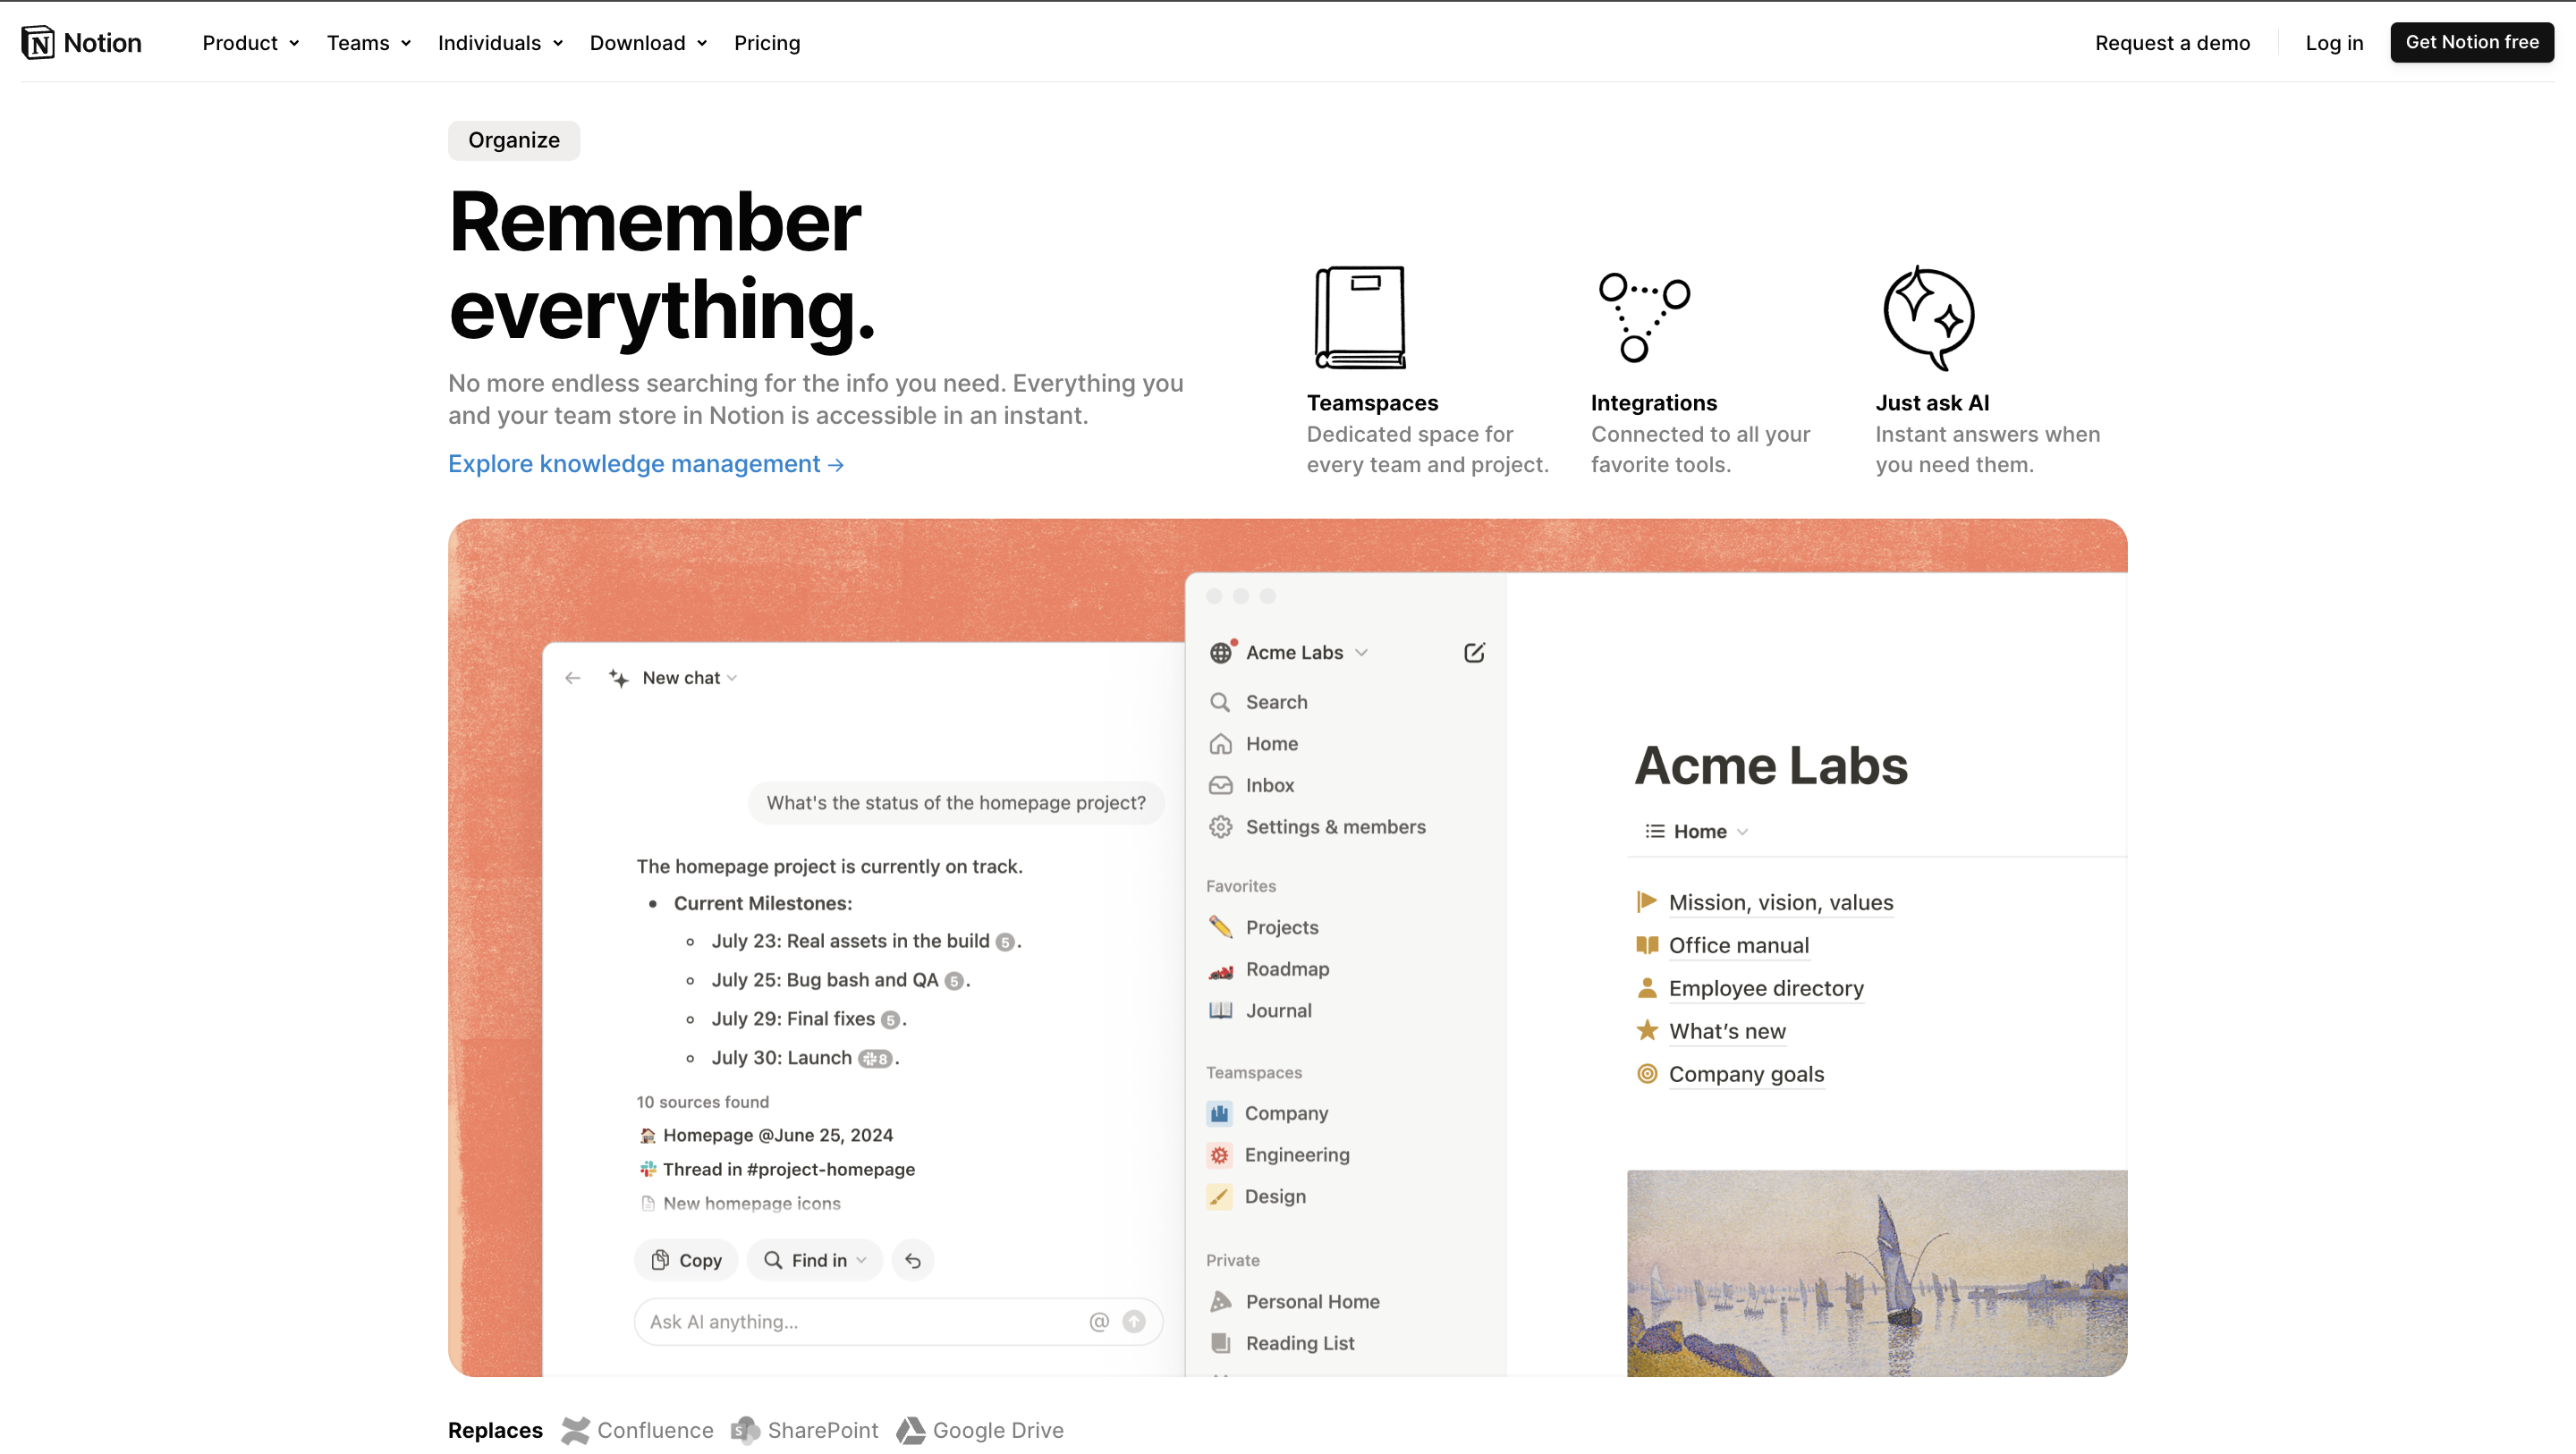 Notion
Product
Teams
Individuals
Download
Pricing
Request a demo
Log in
Get Notion free
Organize
Remember
everything.
No more endless searching for the info you need. Everything you
and your team store in Notion is accessible in an instant.
Explore knowledge management →
Teamspaces
Dedicated space for
every team and project.
Integrations
Connected to all your
favorite tools.
Just ask AI
Instant answers when
you need them.
New chat
What's the status of the homepage project?
The homepage project is currently on track.
• Current Milestones:
◦ July 23: Real assets in the build 5.
◦ July 25: Bug bash and QA 5.
◦ July 29: Final fixes 5.
◦ July 30: Launch 8.
10 sources found
Homepage @June 25, 2024
Thread in #project-homepage
New homepage icons
Copy
Find in
Ask AI anything...
@
Acme Labs
Search
Home
Inbox
Settings & members
Favorites
Projects
Roadmap
Journal
Teamspaces
Company
Engineering
Design
Private
Personal Home
Reading List
Acme Labs
Home
Mission, vision, values
Office manual
Employee directory
What’s new
Company goals
Replaces Confluence SharePoint Google Drive